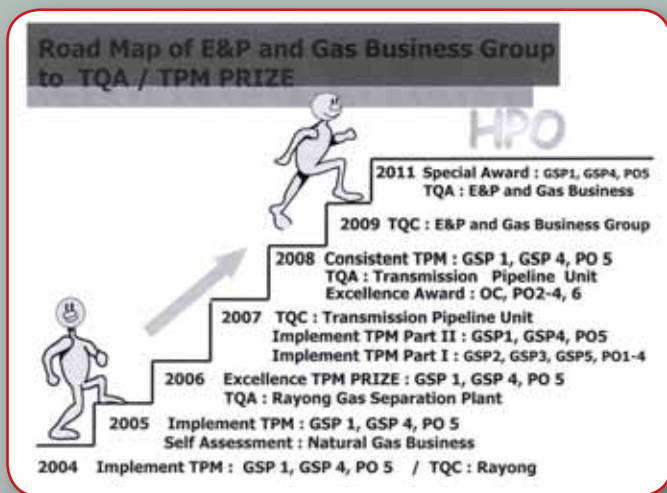 Road Map of E&P and Gas Business Group
to TQA / TPM PRIZE
HPO
2011 Special Award : GSP1, GSP4, PO5
TQA : E&P and Gas Business
2009 TQC : E&P and Gas Business Group
2008 Consistent TPM : GSP 1, GSP 4, PO 5
TQA : Transmission Pipeline Unit
Excellence Award : OC, PO2-4, 6
2007 TQC : Transmission Pipeline Unit
Implement TPM Part II : GSP1, GSP4, PO5
Implement TPM Part I : GSP2, GSP3, GSP5, PO1-4
2006 Excellence TPM PRIZE : GSP 1, GSP 4, PO 5
TQA : Rayong Gas Separation Plant
2005 Implement TPM : GSP 1, GSP 4, PO 5
Self Assessment : Natural Gas Business
2004 Implement TPM : GSP 1, GSP 4, PO 5 / TQC : Rayong